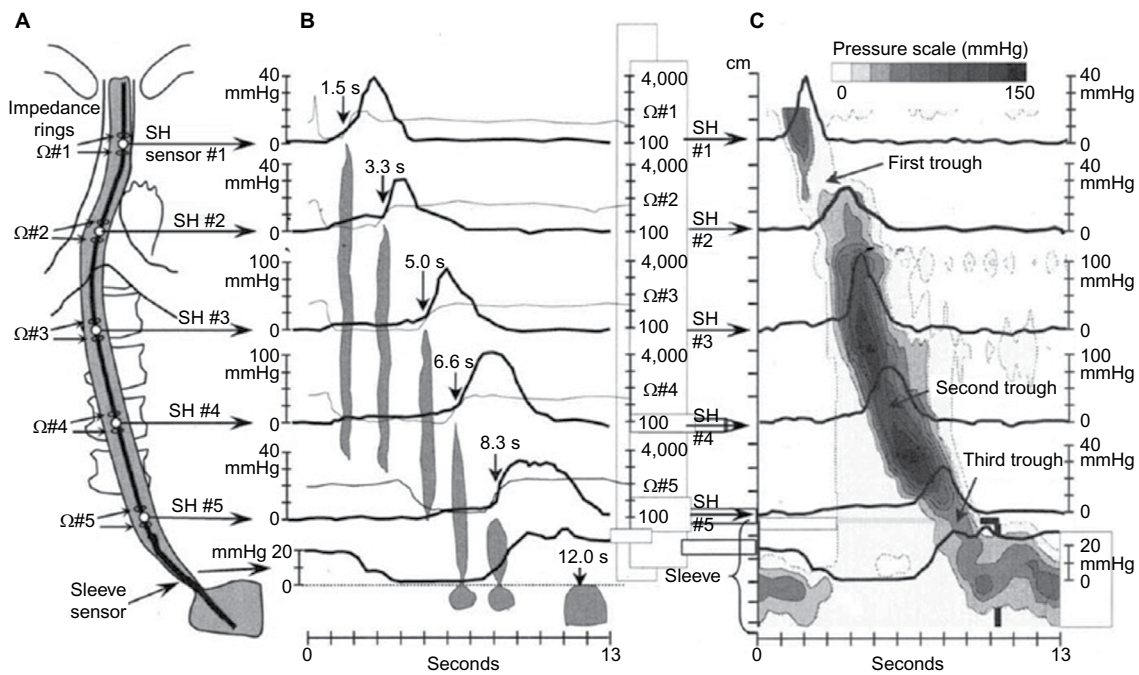 A
Impedance
rings
Ω#1
SH
sensor #1
Ω#2
SH #2
Ω#3
SH #3
Ω#4
SH #4
Ω#5
SH #5
Sleeve
sensor
B
40
mmHg
0
1.5 s
4,000
Ω#1
100
40
mmHg
0
3.3 s
4,000
Ω#2
100
100
mmHg
0
5.0 s
4,000
Ω#3
100
100
mmHg
0
6.6 s
4,000
Ω#4
100
40
mmHg
0
8.3 s
4,000
Ω#5
100
mmHg
20
0
12.0 s
0
Seconds
13
C
cm
Pressure scale (mmHg)
0
150
SH
#1
40
mmHg
0
First trough
SH
#2
40
mmHg
0
SH
#3
100
mmHg
0
SH
#4
100
mmHg
0
Second trough
SH
#5
40
mmHg
0
Third trough
Sleeve
20
mmHg
0
0
Seconds
13